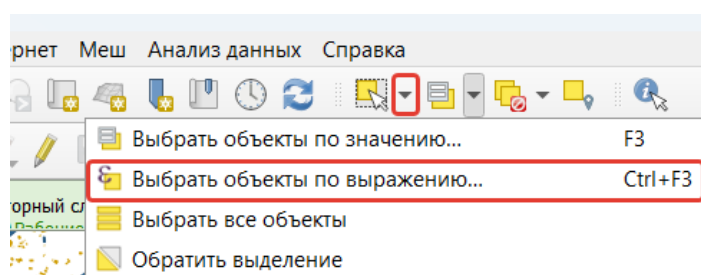 рнет Меш Анализ данных Справка
Выбрать объекты по значению... F3
Выбрать объекты по выражению... Ctrl+F3
орный сл
Выбрать все объекты
Обратить выделение